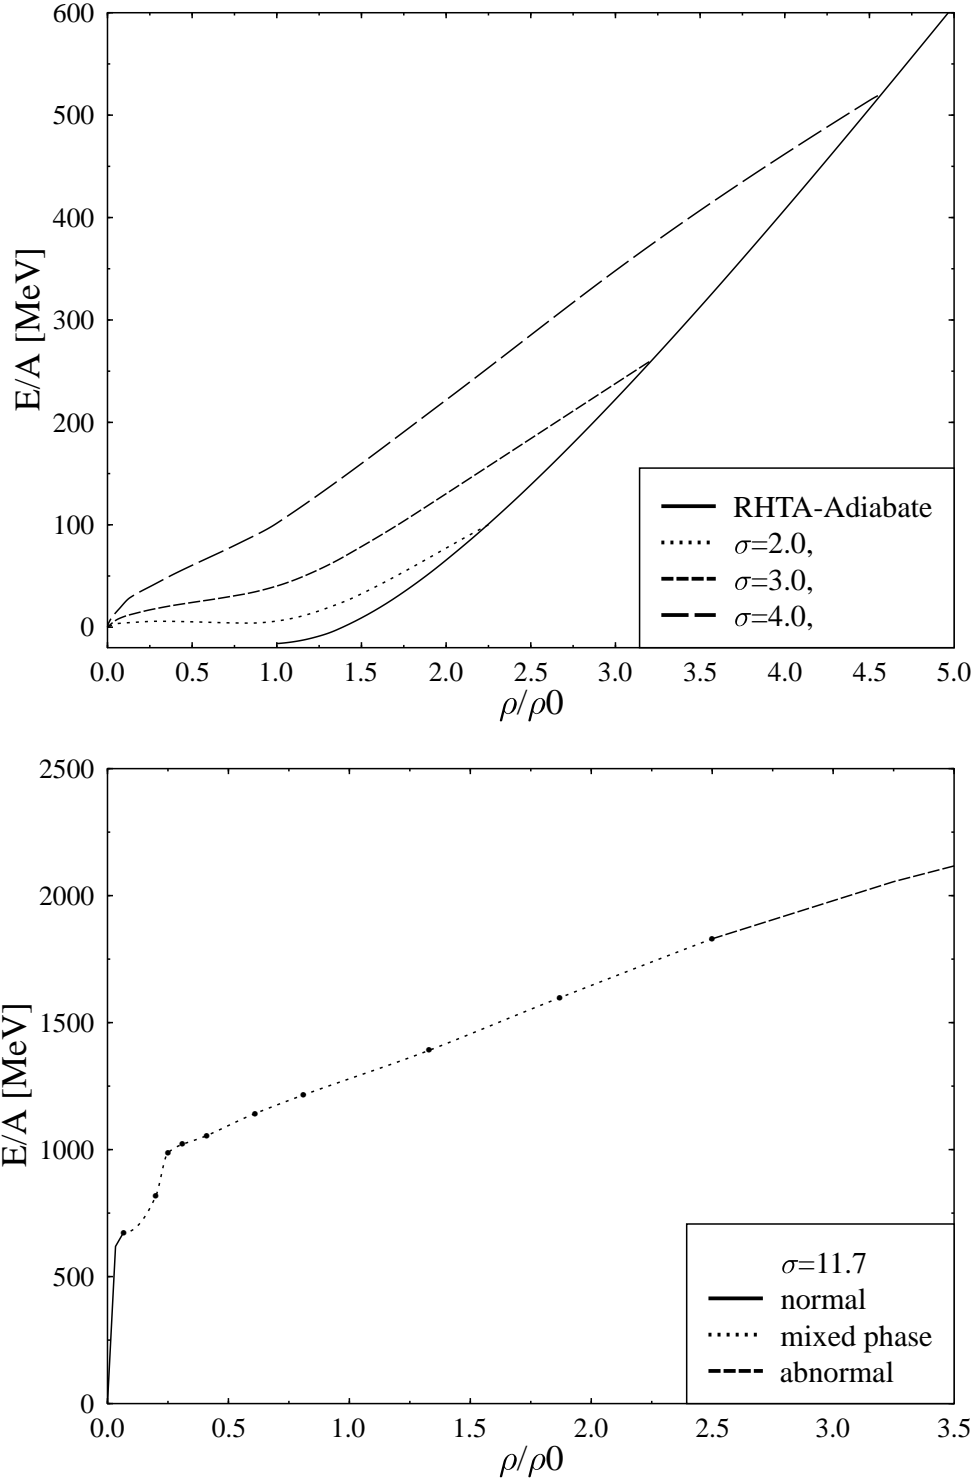 600
500
400
300
200
100
0
E/A [MeV]
0.0 0.5 1.0 1.5 2.0 2.5 3.0 3.5 4.0 4.5 5.0
ρ/ρ0
RHTA-Adiabate
σ=2.0,
σ=3.0,
σ=4.0,
2500
2000
1500
1000
500
0
E/A [MeV]
0.0 0.5 1.0 1.5 2.0 2.5 3.0 3.5
ρ/ρ0
σ=11.7
normal
mixed phase
abnormal